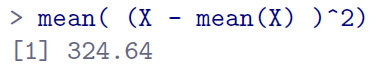 > mean( (X - mean(X) )^2)
[1] 324.64